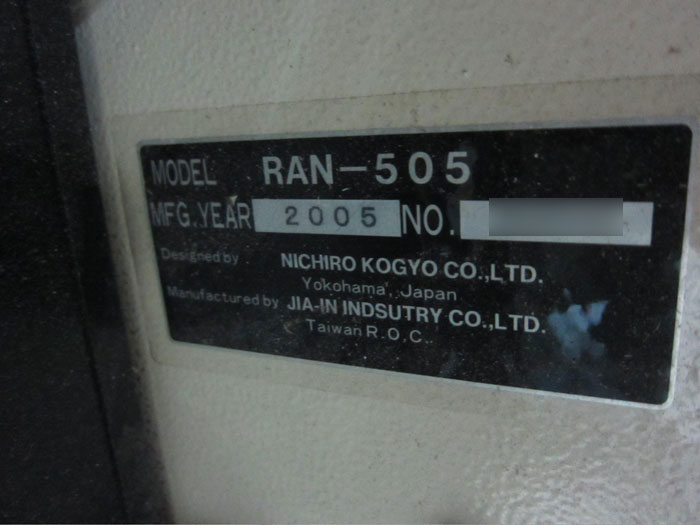 MODEL RAN-505
MFG.YEAR 2005 NO.
Designed by NICHIRO KOGYO CO.,LTD.
Yokohama, Japan
Manufactured by JIA-IN INDSUTRY CO.,LTD.
Taiwan R.O.C.